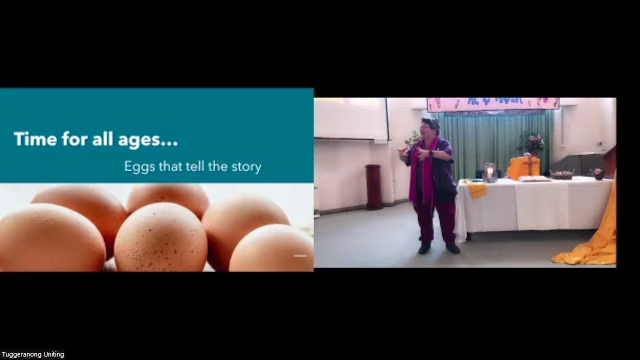 Time for all ages...
Eggs that tell the story
Tuggeranong Uniting